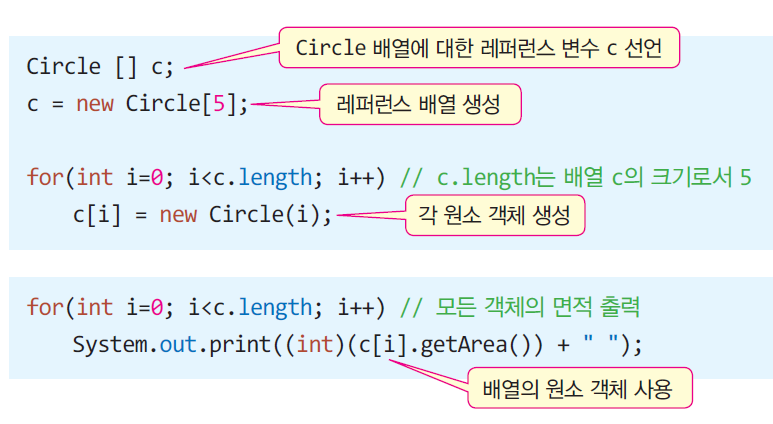 Circle 배열에 대한 레퍼런스 변수 c 선언
Circle [] c;
c = new Circle[5];
레퍼런스 배열 생성
for(int i=0; i<c.length; i++) // c.length는 배열 c의 크기로서 5
c[i] = new Circle(i);
각 원소 객체 생성
for(int i=0; i<c.length; i++) // 모든 객체의 면적 출력
System.out.print((int)(c[i].getArea()) + " ");
배열의 원소 객체 사용